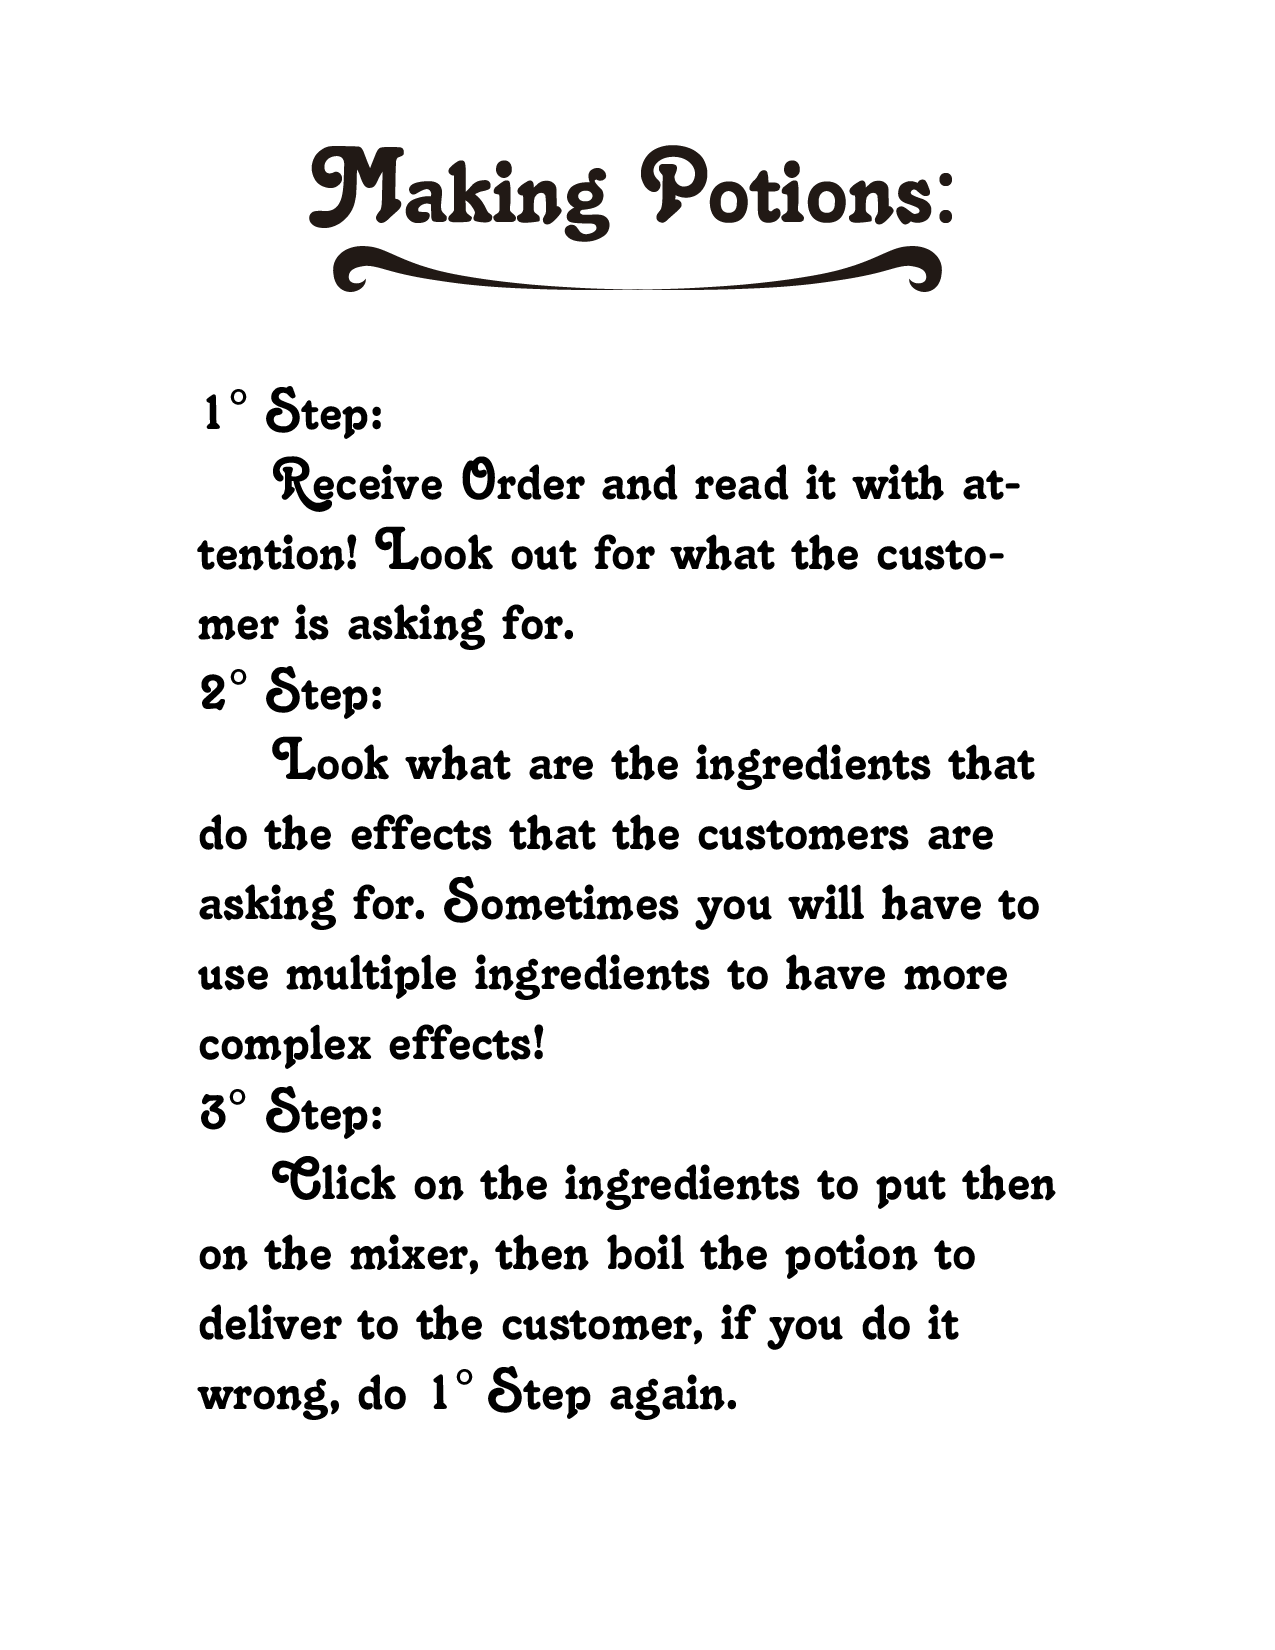 Making Potions:
1° Step:
Receive Order and read it with at-
tention! Look out for what the custo-
mer is asking for.
2° Step:
Look what are the ingredients that
do the effects that the customers are
asking for. Sometimes you will have to
use multiple ingredients to have more
complex effects!
3° Step:
Click on the ingredients to put then
on the mixer, then boil the potion to
deliver to the customer, if you do it
wrong, do 1° Step again.